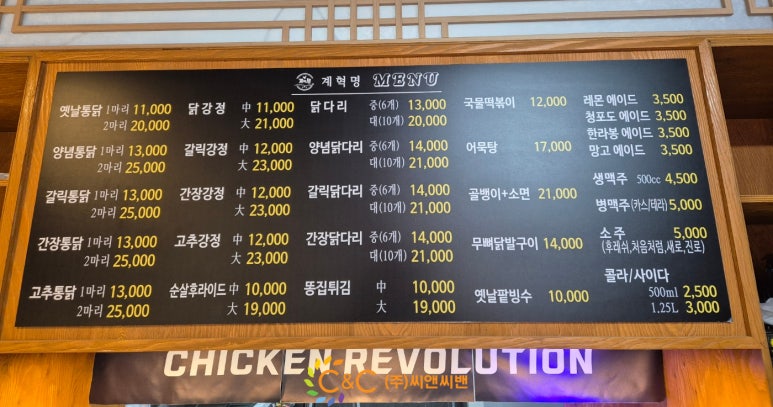 계혁명 MENU
옛날통닭 1마리 11,000
2마리 20,000
양념통닭 1마리 13,000
2마리 25,000
갈릭통닭 1마리 13,000
2마리 25,000
간장통닭 1마리 13,000
2마리 25,000
고추통닭 1마리 13,000
2마리 25,000
닭강정 中 11,000
大 21,000
갈릭강정 中 12,000
大 23,000
간장강정 中 12,000
大 23,000
고추강정 中 12,000
大 23,000
순살후라이드 中 10,000
大 19,000
닭다리 중(6개) 13,000
대(10개) 20,000
양념닭다리 중(6개) 14,000
대(10개) 21,000
갈릭닭다리 중(6개) 14,000
대(10개) 21,000
간장닭다리 중(6개) 14,000
대(10개) 21,000
똥집튀김 中 10,000
大 19,000
국물떡볶이 12,000
어묵탕 17,000
골뱅이+소면 21,000
무뼈닭발구이 14,000
옛날팥빙수 10,000
레몬 에이드 3,500
청포도 에이드 3,500
한라봉 에이드 3,500
망고 에이드 3,500
생맥주 500cc 4,500
병맥주(카스/테라) 5,000
소주 5,000
(후레쉬,처음처럼,새로,진로)
콜라/사이다
500ml 2,500
1.25L 3,000
CHICKEN REVOLUTION
C&C (주)씨앤씨밴